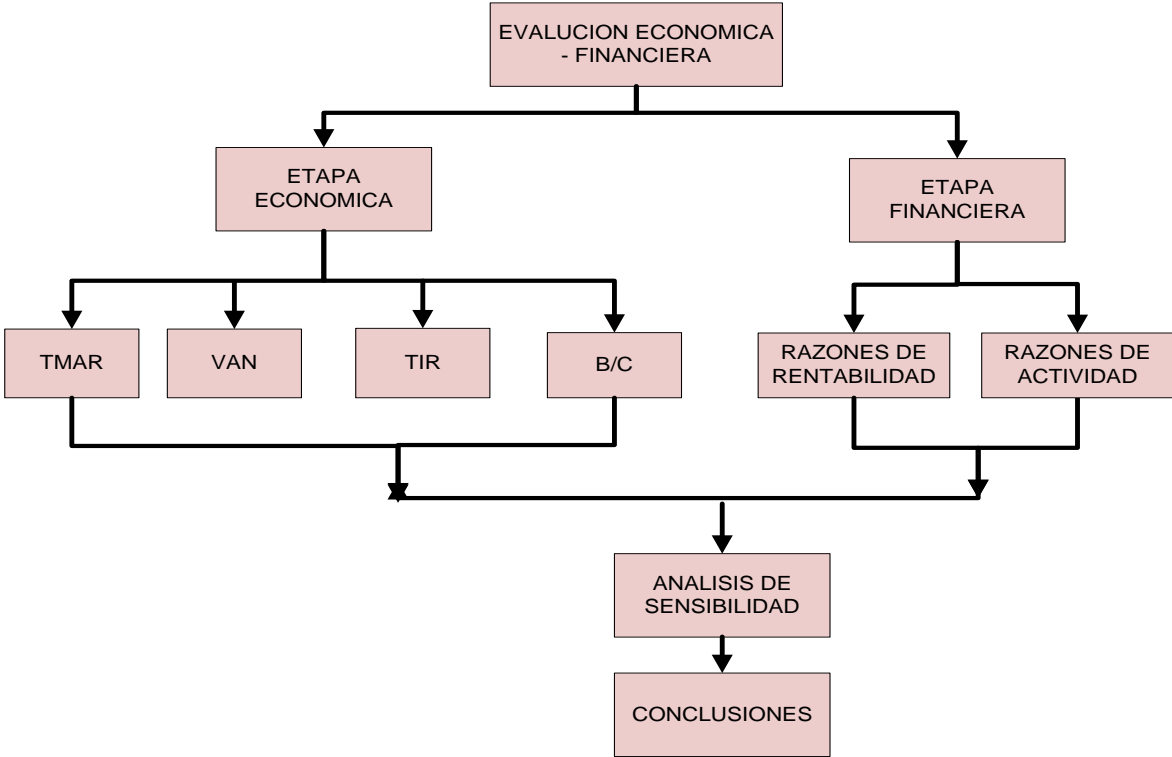 EVALUCION ECONOMICA
- FINANCIERA
ETAPA
ECONOMICA
ETAPA
FINANCIERA
TMAR
VAN
TIR
B/C
RAZONES DE
RENTABILIDAD
RAZONES DE
ACTIVIDAD
ANALISIS DE
SENSIBILIDAD
CONCLUSIONES